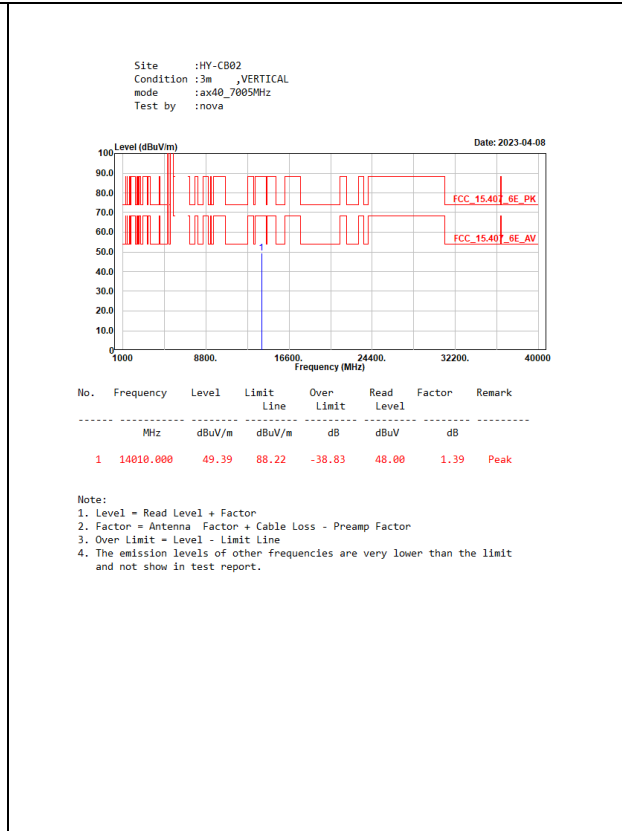 Site :HY-CB02
Condition :3m ,VERTICAL
mode :ax40_7005MHz
Test by :nova
Level (dBuV/m)
Date: 2023-04-08
100
90.0
80.0
70.0
60.0
50.0
40.0
30.0
20.0
10.0
0
FCC_15.407_6E_PK
FCC_15.407_6E_AV
1
1000 8800. 16600. 24400. 32200. 40000
Frequency (MHz)
No. Frequency Level Limit Over Read Factor Remark
Line Limit Level
------ ----------- -------- --------- --------- --------- -------- ---------
MHz dBuV/m dBuV/m dB dBuV dB
1 14010.000 49.39 88.22 -38.83 48.00 1.39 Peak
Note:
1. Level = Read Level + Factor
2. Factor = Antenna Factor + Cable Loss - Preamp Factor
3. Over Limit = Level - Limit Line
4. The emission levels of other frequencies are very lower than the limit
and not show in test report.